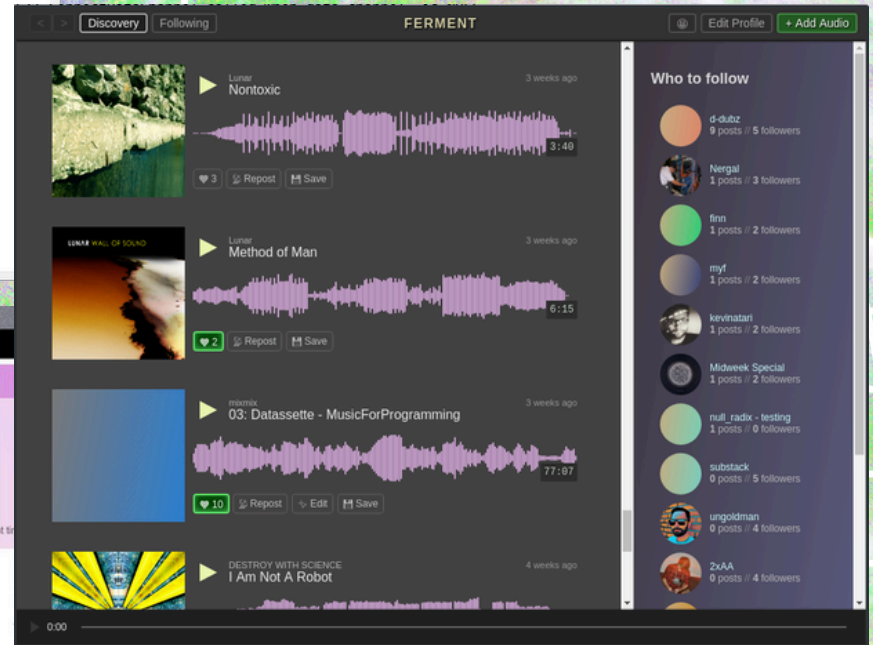 < > Discovery Following FERMENT Edit Profile + Add Audio
Lunar 3 weeks ago
Nontoxic
3:40
3 Repost Save
LUNAR WALL OF SOUND
Lunar 3 weeks ago
Method of Man
6:15
2 Repost Save
mixmix 3 weeks ago
03: Datassette - MusicForProgramming
77:07
10 Repost Edit Save
DESTROY WITH SCIENCE 4 weeks ago
I Am Not A Robot
Who to follow
d-dubz
9 posts // 5 followers
Nergal
1 posts // 3 followers
finn
1 posts // 2 followers
myf
1 posts // 2 followers
kevinatari
1 posts // 2 followers
Midweek Special
1 posts // 2 followers
null_radix - testing
1 posts // 0 followers
substack
0 posts // 5 followers
ungoldman
0 posts // 4 followers
2xAA
0 posts // 4 followers
0:00